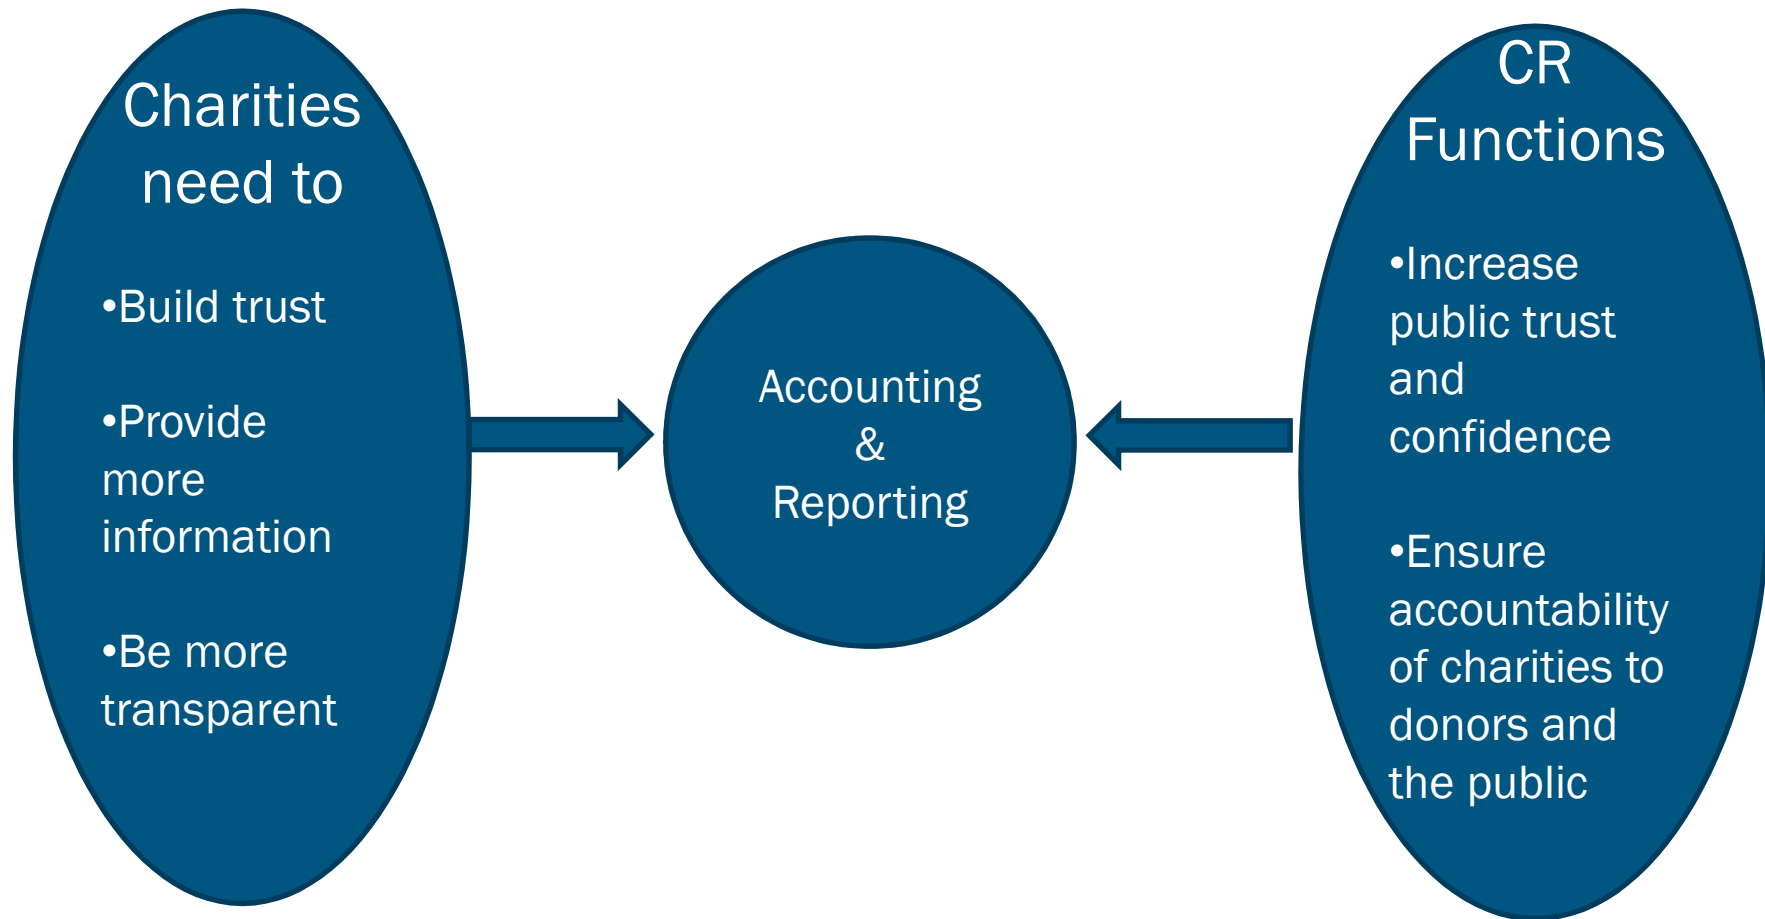 Charities
need to
•Build trust
•Provide
more
information
•Be more
transparent
Accounting
&
Reporting
CR
Functions
•Increase
public trust
and
confidence
•Ensure
accountability
of charities to
donors and
the public